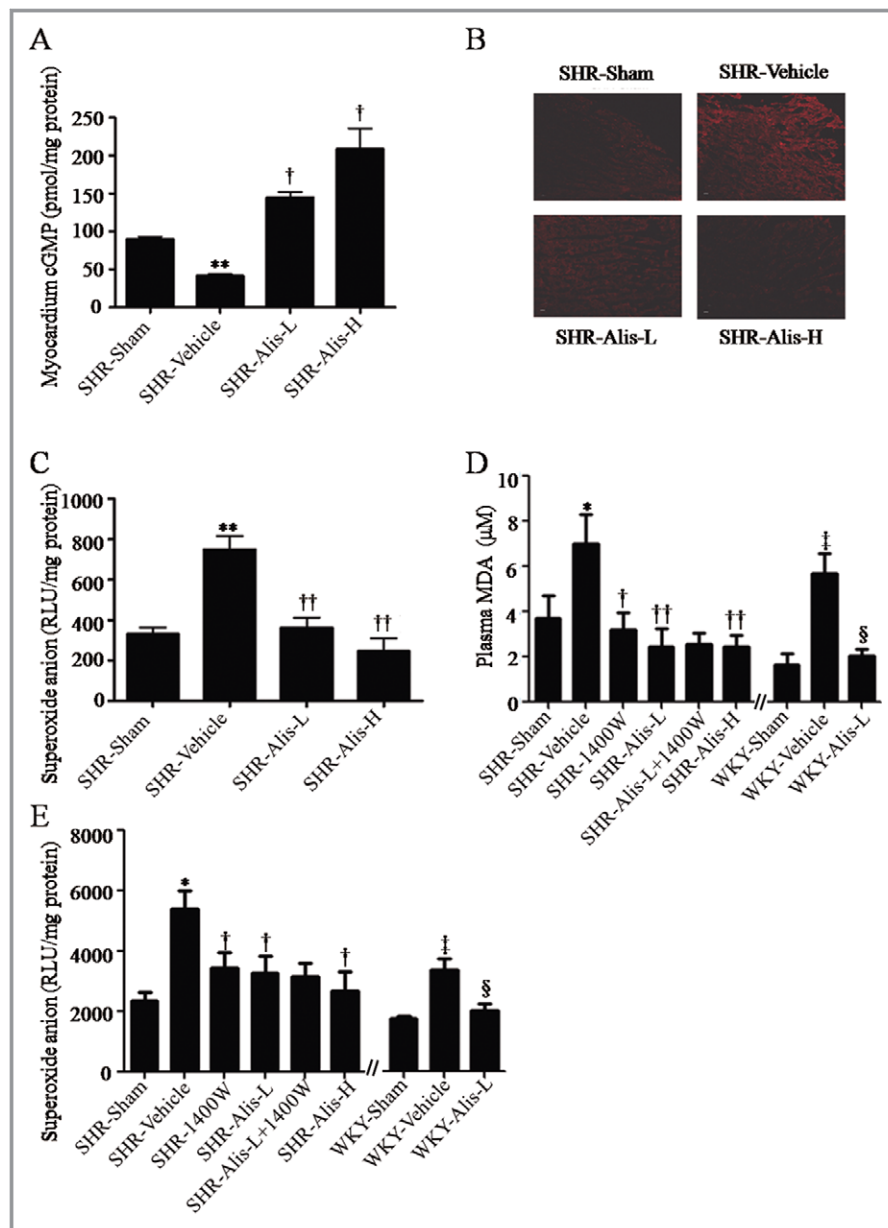 A
Myocardium cGMP (pmol/mg protein)
250
200
150
100
50
0
**
†
†
SHR-Sham
SHR-Vehicle
SHR-Alis-L
SHR-Alis-H
B
SHR-Sham SHR-Vehicle
SHR-Alis-L SHR-Alis-H
C
Superoxide anion (RLU/mg protein)
1000
800
600
400
200
0
**
††
††
SHR-Sham
SHR-Vehicle
SHR-Alis-L
SHR-Alis-H
D
Plasma MDA (μM)
10
8
6
4
2
0
*
†
††
††
‡
§
//
SHR-Sham
SHR-Vehicle
SHR-1400W
SHR-Alis-L
SHR-Alis-L+1400W
SHR-Alis-H
WKY-Sham
WKY-Vehicle
WKY-Alis-L
E
Superoxide anion (RLU/mg protein)
8000
6000
4000
2000
0
*
†
†
†
‡
§
//
SHR-Sham
SHR-Vehicle
SHR-1400W
SHR-Alis-L
SHR-Alis-L+1400W
SHR-Alis-H
WKY-Sham
WKY-Vehicle
WKY-Alis-L